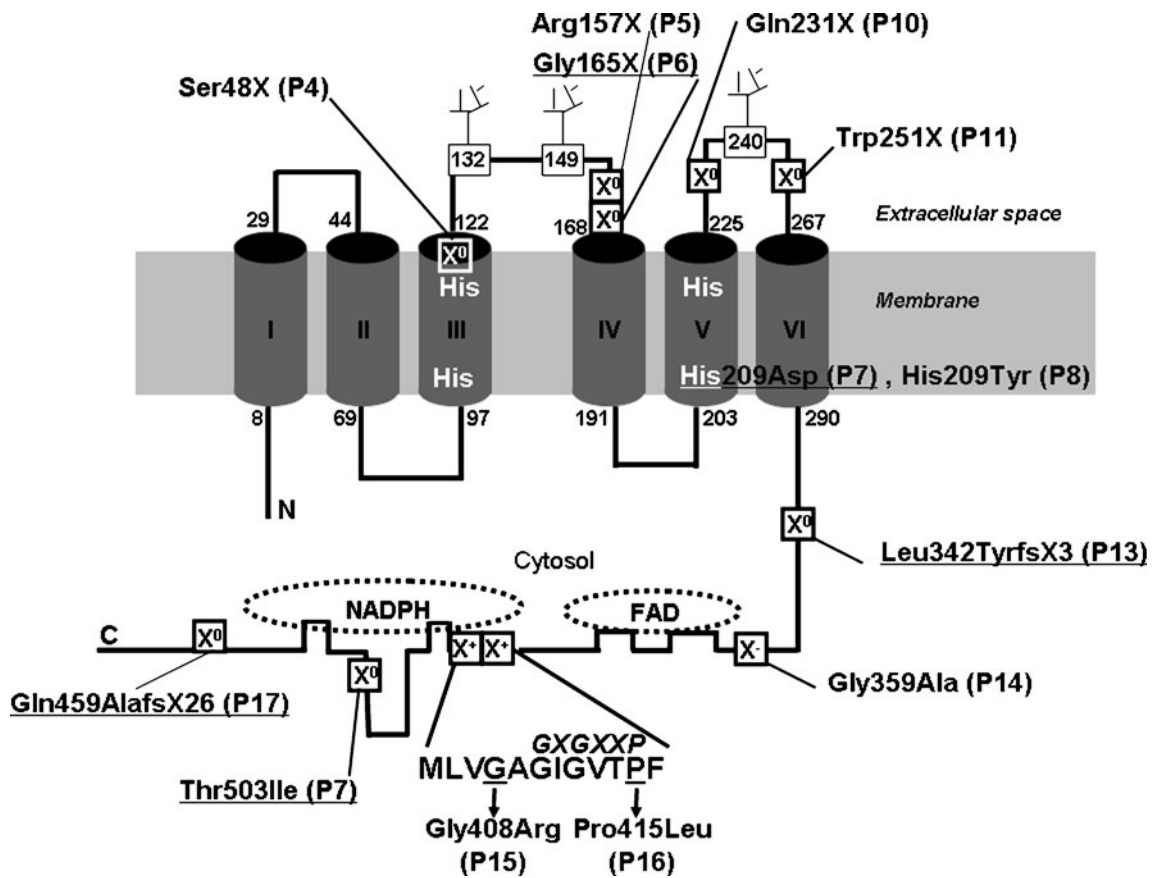 Arg157X (P5)
Gln231X (P10)
Gly165X (P6)
Ser48X (P4)
240
Trp251X (P11)
132
149
X⁰
X⁰
X⁰
X⁰
29
44
122
168
225
267
Extracellular space
X⁰
His
His
Membrane
I
II
III
IV
V
VI
His
His209Asp (P7) , His209Tyr (P8)
8
69
97
191
203
290
N
X⁰
Leu342TyrfsX3 (P13)
Cytosol
NADPH
FAD
C
X⁰
X⁺
X⁺
X⁻
X⁰
Gly359Ala (P14)
Gln459AlafsX26 (P17)
GXGXXP
MLVGAGIGVTPF
Thr503Ile (P7)
Gly408Arg
(P15)
Pro415Leu
(P16)